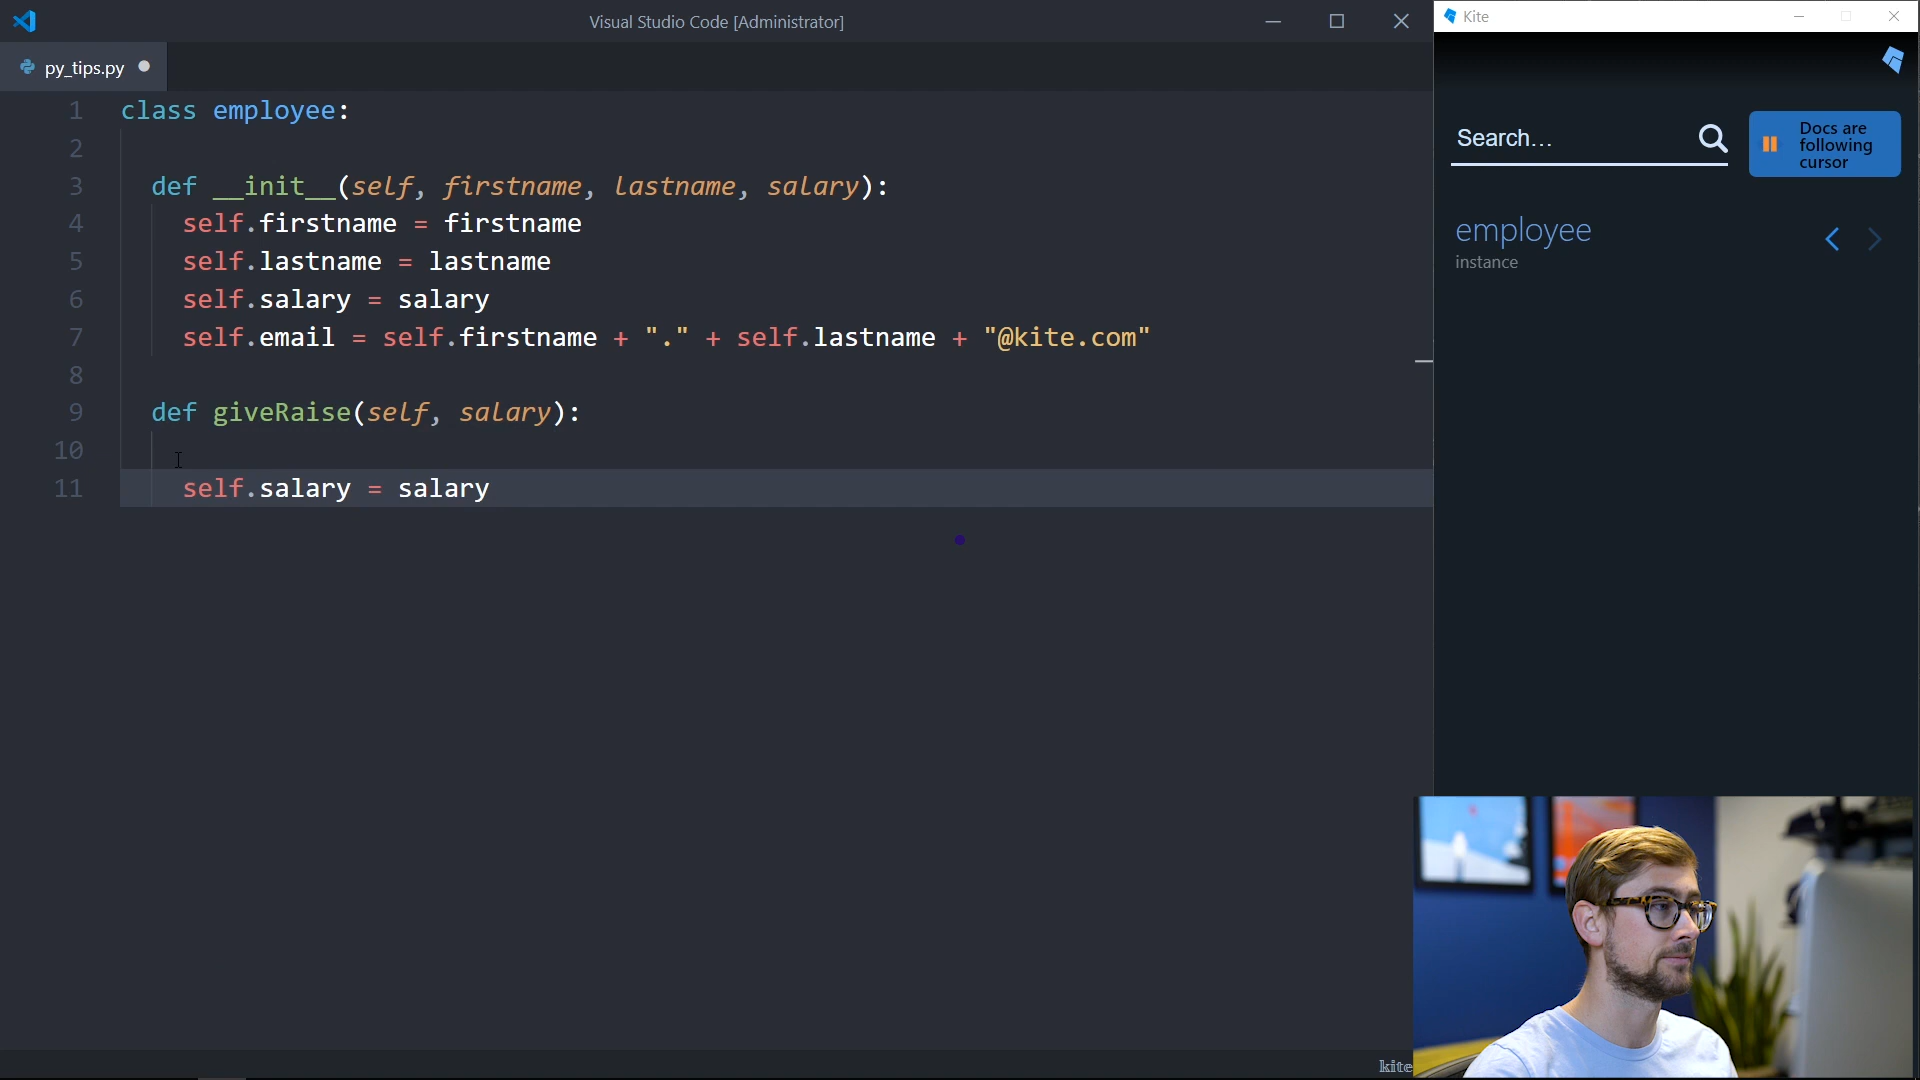 Visual Studio Code [Administrator]
Kite
py_tips.py
1 class employee:
2
3 def __init__(self, firstname, lastname, salary):
4 self.firstname = firstname
5 self.lastname = lastname
6 self.salary = salary
7 self.email = self.firstname + "." + self.lastname + "@kite.com"
8
9 def giveRaise(self, salary):
10
11 self.salary = salary
Search...
Docs are
following
cursor
employee
instance
kite